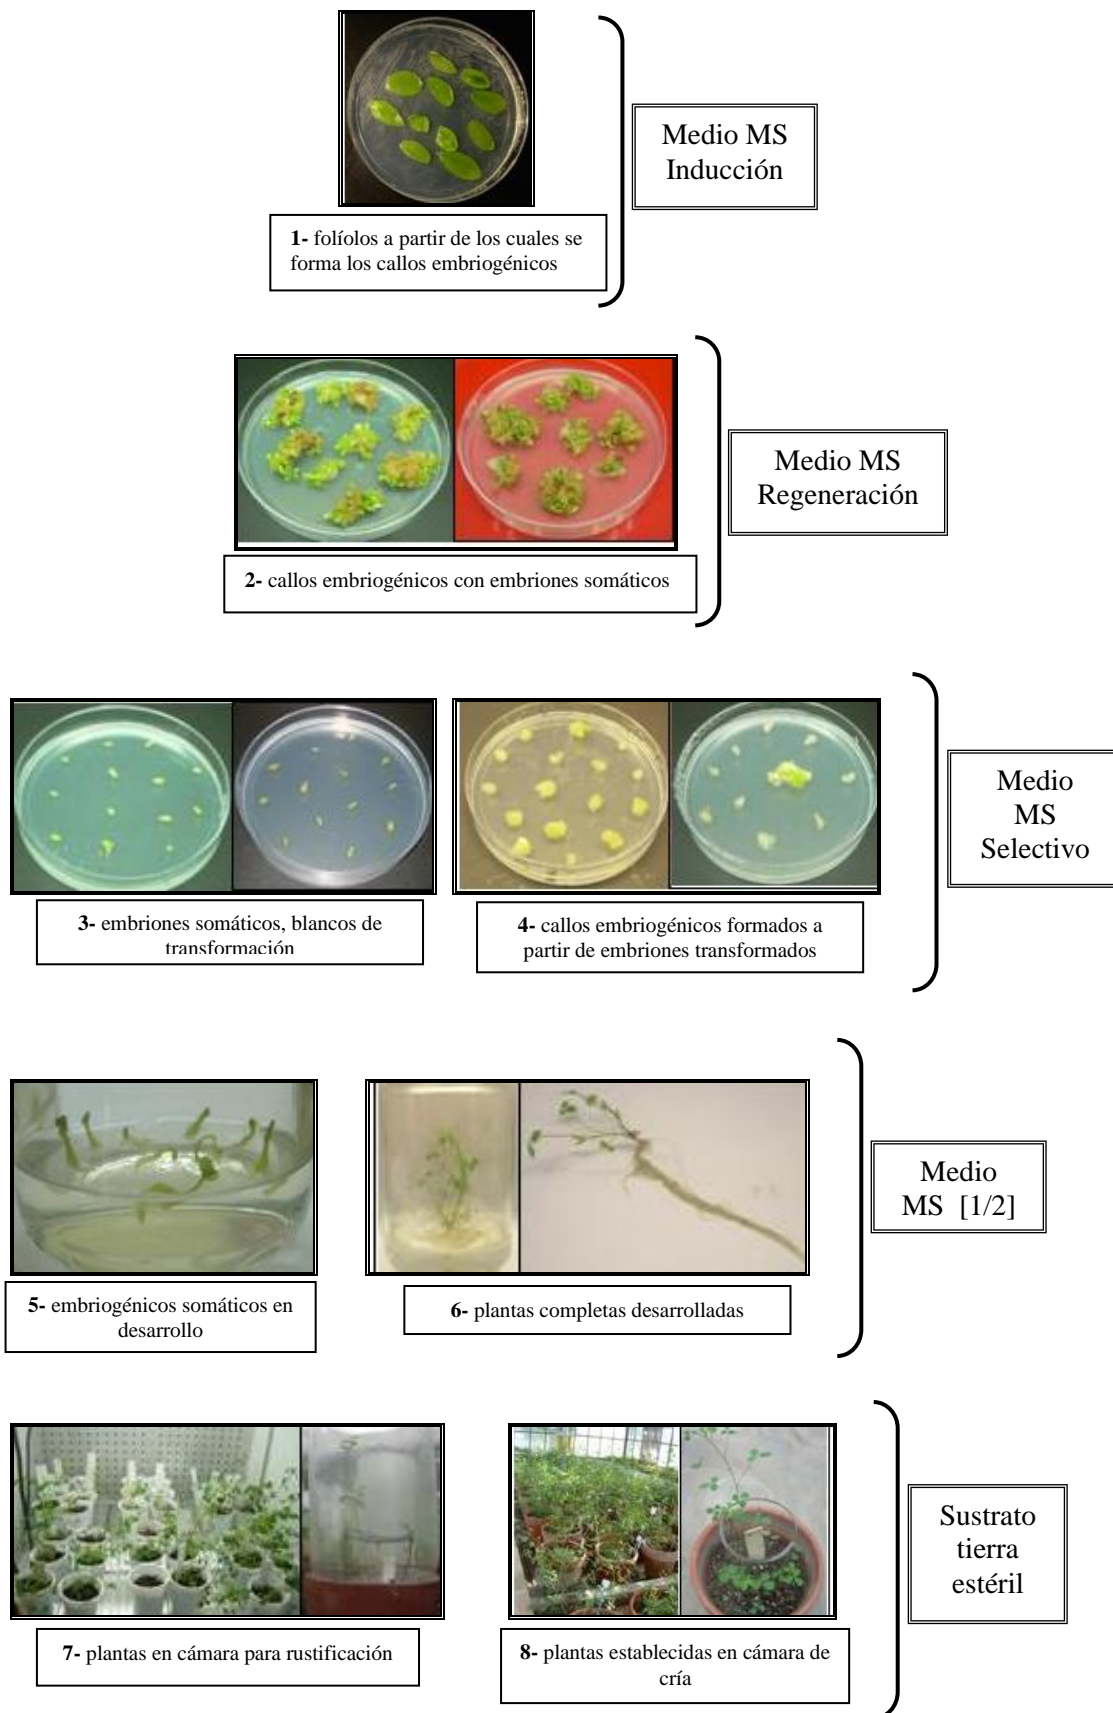 Medio MS
Inducción
1- folíolos a partir de los cuales se
forma los callos embriogénicos
Medio MS
Regeneración
2- callos embriogénicos con embriones somáticos
Medio
MS
Selectivo
3- embriones somáticos, blancos de
transformación
4- callos embriogénicos formados a
partir de embriones transformados
Medio
MS [1/2]
5- embriogénicos somáticos en
desarrollo
6- plantas completas desarrolladas
Sustrato
tierra
estéril
7- plantas en cámara para rustificación
8- plantas establecidas en cámara de
cría